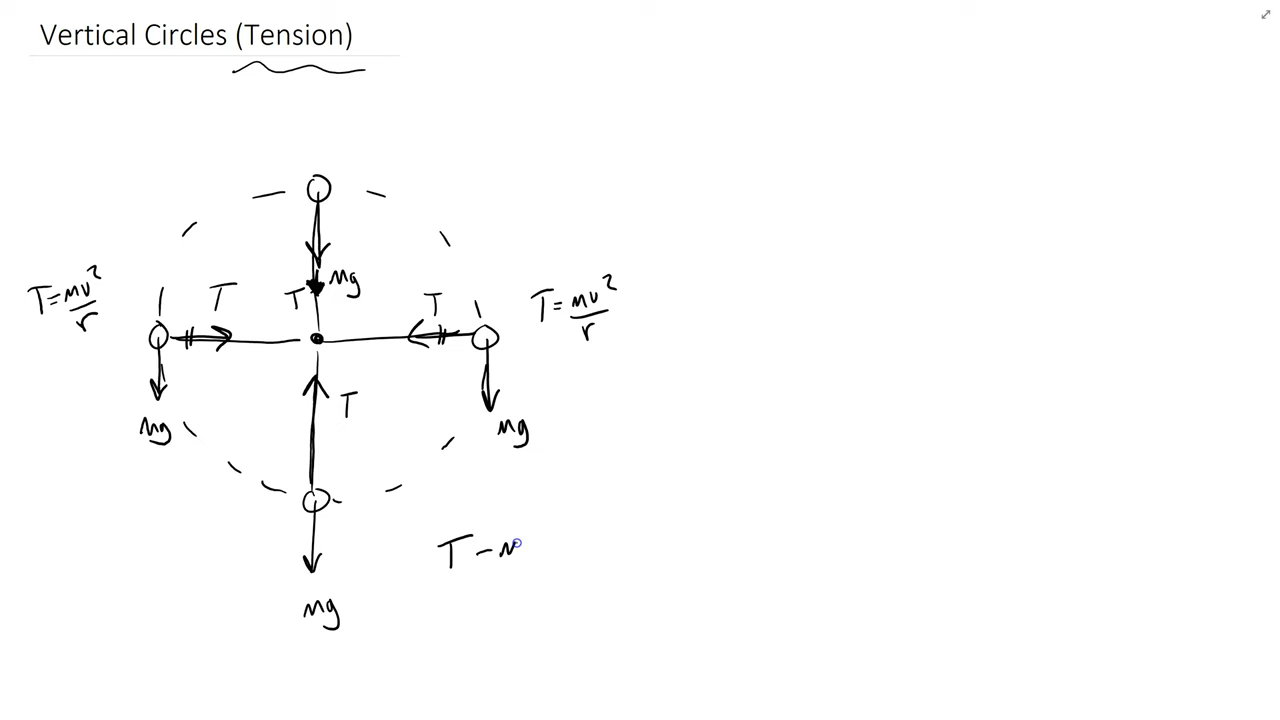 Vertical Circles (Tension)
Mg
T
T = mv²/r
T
T
T = mv²/r
Mg
T
Mg
T - M
Mg